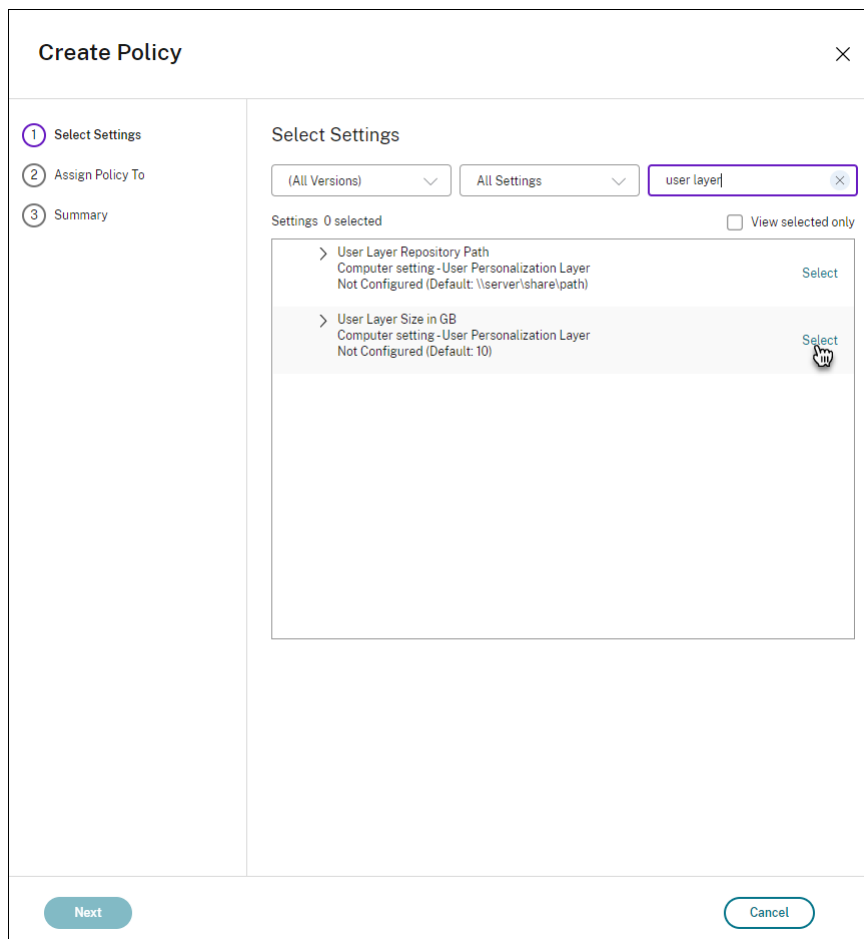 Create Policy
1 Select Settings
2 Assign Policy To
3 Summary
Select Settings
(All Versions)
All Settings
user layer
Settings 0 selected
View selected only
User Layer Repository Path
Computer setting - User Personalization Layer
Not Configured (Default: \\server\share\path)
Select
User Layer Size in GB
Computer setting - User Personalization Layer
Not Configured (Default: 10)
Select
Next
Cancel